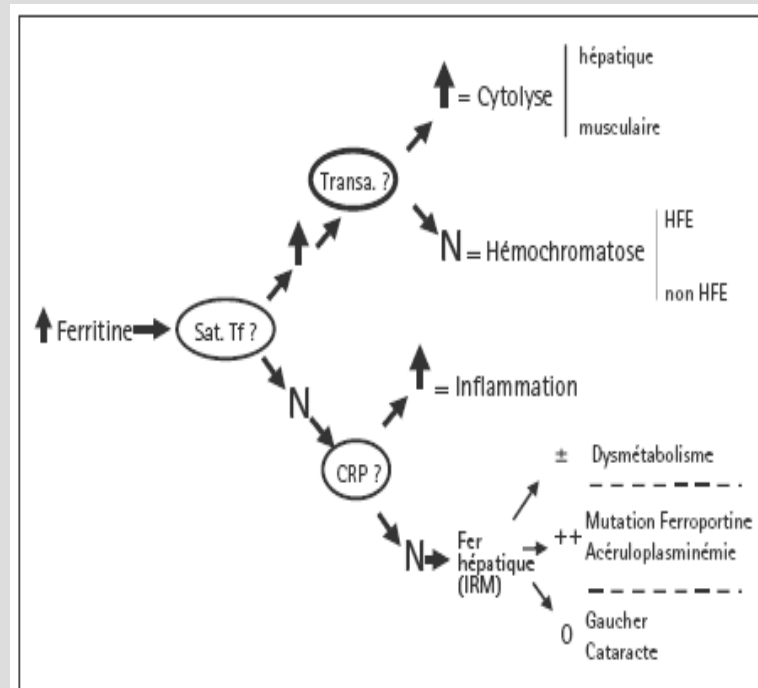 hépatique
= Cytolyse
musculaire
Transa. ?
HFE
N = Hémochromatose
non HFE
Ferritine
Sat. Tf ?
N
= Inflammation
CRP ?
± Dysmétabolisme
N
Fer
hépatique
(IRM)
++ Mutation Ferroportine
Acéruloplasminémie
0 Gaucher
Cataracte